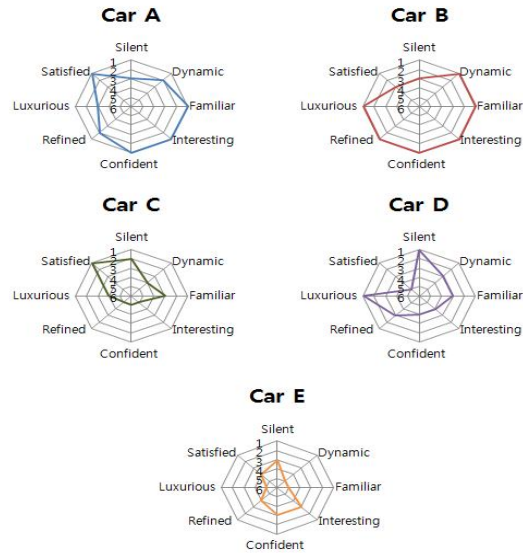 Car A
Silent
1
2
3
4
5
6
Satisfied
Dynamic
Luxurious
Familiar
Refined
Interesting
Confident
Car B
Silent
1
2
3
4
5
6
Satisfied
Dynamic
Luxurious
Familiar
Refined
Interesting
Confident
Car C
Silent
1
2
3
4
5
6
Satisfied
Dynamic
Luxurious
Familiar
Refined
Interesting
Confident
Car D
Silent
1
2
3
4
5
6
Satisfied
Dynamic
Luxurious
Familiar
Refined
Interesting
Confident
Car E
Silent
1
2
3
4
5
6
Satisfied
Dynamic
Luxurious
Familiar
Refined
Interesting
Confident